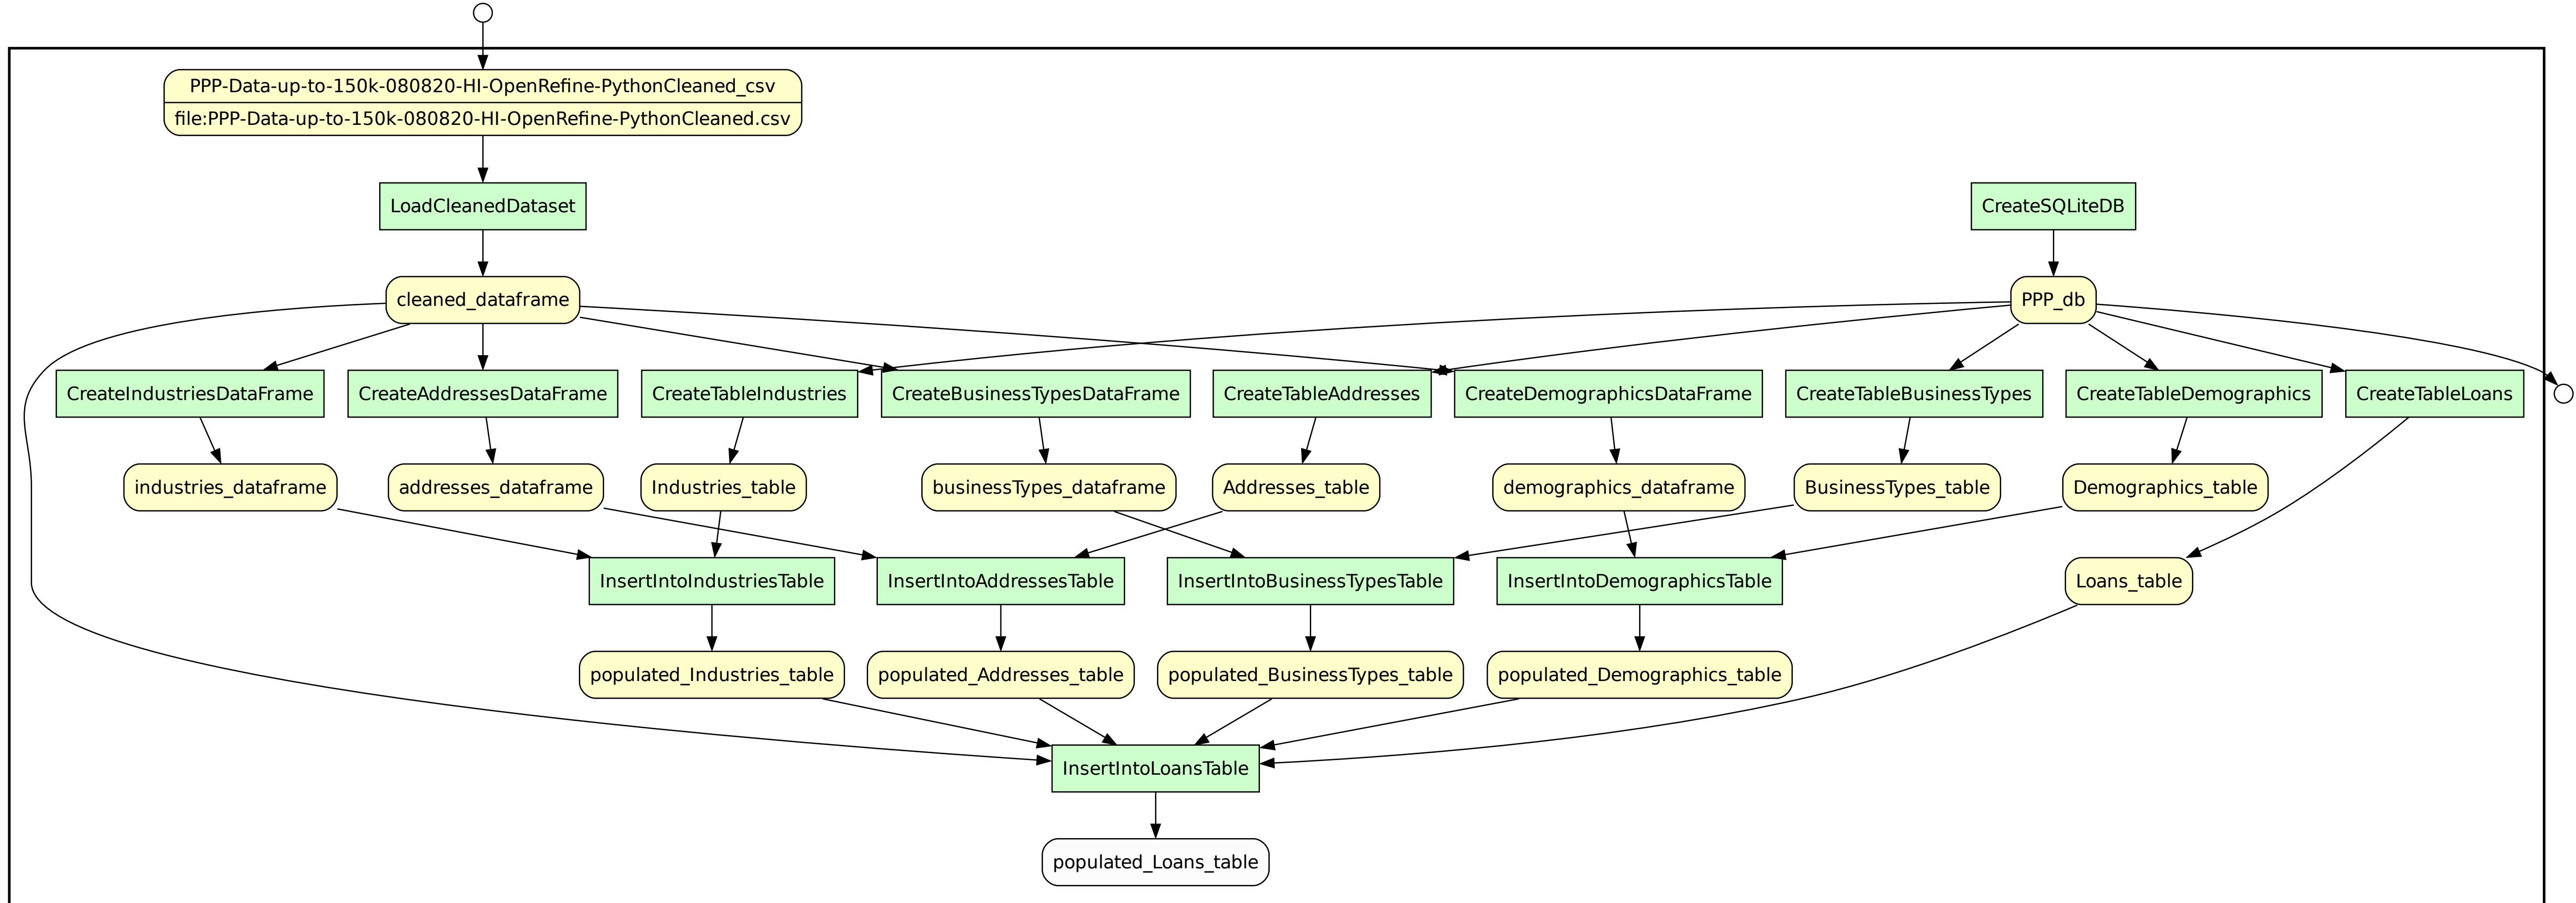 PPP-Data-up-to-150k-080820-HI-OpenRefine-PythonCleaned_csv
file:PPP-Data-up-to-150k-080820-HI-OpenRefine-PythonCleaned.csv
LoadCleanedDataset
CreateSQLiteDB
cleaned_dataframe
PPP_db
CreateIndustriesDataFrame
CreateAddressesDataFrame
CreateTableIndustries
CreateBusinessTypesDataFrame
CreateTableAddresses
CreateDemographicsDataFrame
CreateTableBusinessTypes
CreateTableDemographics
CreateTableLoans
industries_dataframe
addresses_dataframe
Industries_table
businessTypes_dataframe
Addresses_table
demographics_dataframe
BusinessTypes_table
Demographics_table
InsertIntoIndustriesTable
InsertIntoAddressesTable
InsertIntoBusinessTypesTable
InsertIntoDemographicsTable
Loans_table
populated_Industries_table
populated_Addresses_table
populated_BusinessTypes_table
populated_Demographics_table
InsertIntoLoansTable
populated_Loans_table